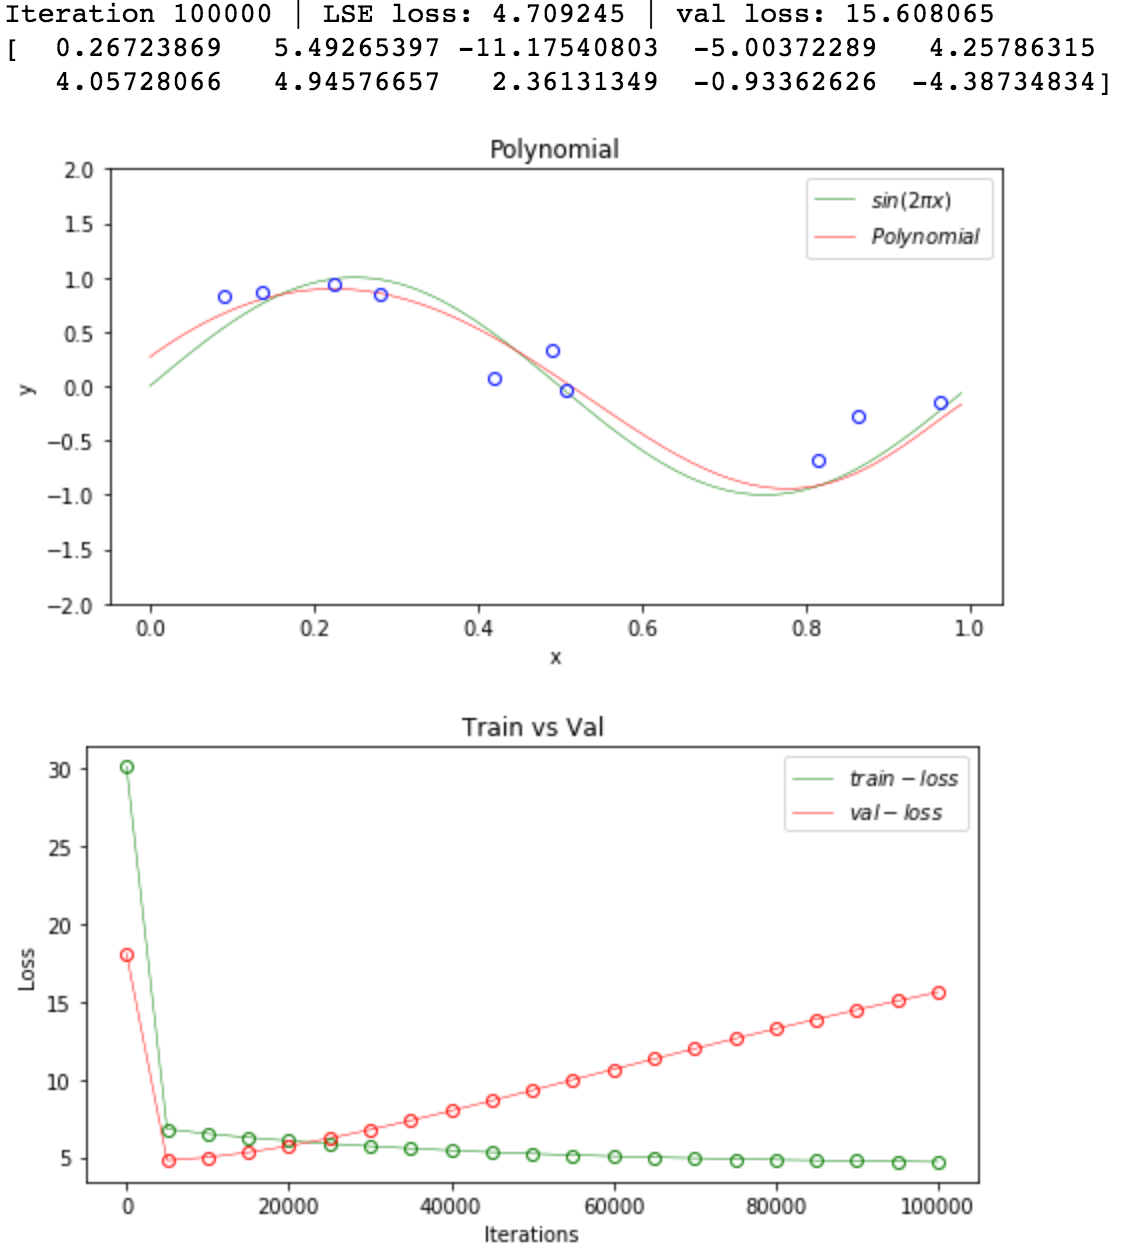 Iteration 100000 | LSE loss: 4.709245 | val loss: 15.608065
[ 0.26723869 5.49265397 -11.17540803 -5.00372289 4.25786315
4.05728066 4.94576657 2.36131349 -0.93362626 -4.38734834]
Polynomial
2.0
1.5
1.0
0.5
0.0
−0.5
−1.0
−1.5
−2.0
y
sin(2πx)
Polynomial
0.0 0.2 0.4 0.6 0.8 1.0
x
Train vs Val
30
25
20
15
10
5
Loss
train − loss
val − loss
0 20000 40000 60000 80000 100000
Iterations